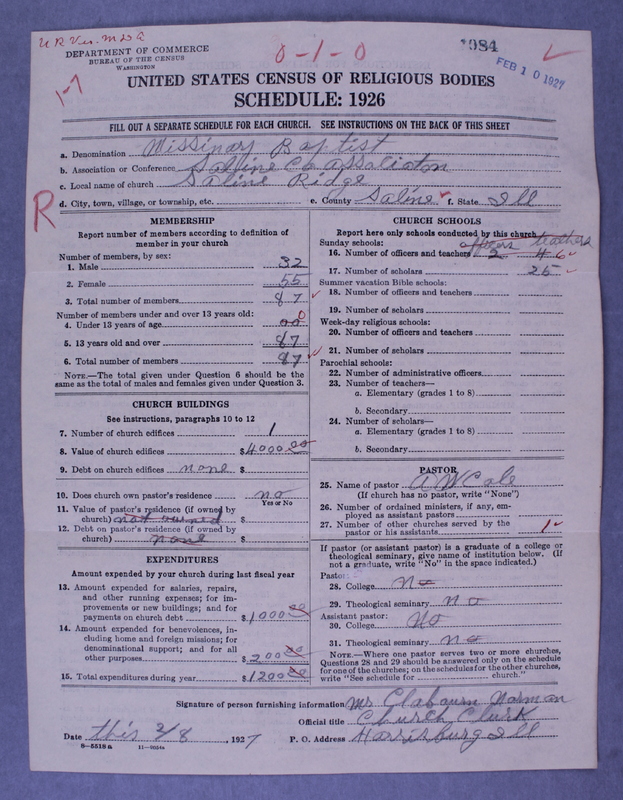 U R Ver. M D A
DEPARTMENT OF COMMERCE
BUREAU OF THE CENSUS
WASHINGTON
0-1-0
1984
FEB 10 1927
1-7
UNITED STATES CENSUS OF RELIGIOUS BODIES
SCHEDULE: 1926
FILL OUT A SEPARATE SCHEDULE FOR EACH CHURCH. SEE INSTRUCTIONS ON THE BACK OF THIS SHEET
a. Denomination Missinary Baptist
b. Association or Conference Saline Co Assoliaton
c. Local name of church Saline Ridge
d. City, town, village, or township, etc. e. County Saline f. State. Ill
R
MEMBERSHIP
Report number of members according to definition of
member in your church
Number of members, by sex:
1. Male 32
2. Female 55
3. Total number of members 87
Number of members under and over 13 years old:
4. Under 13 years of age 00 0
5. 13 years old and over 87
6. Total number of members 87
NOTE.—The total given under Question 6 should be the
same as the total of males and females given under Question 3.
CHURCH BUILDINGS
See instructions, paragraphs 10 to 12
7. Number of church edifices 1
8. Value of church edifices $4000 00
9. Debt on church edifices none $
10. Does church own pastor's residence no
Yes or No
11. Value of pastor's residence (if owned by
church) not owned $
12. Debt on pastor's residence (if owned by
church) none $
EXPENDITURES
Amount expended by your church during last fiscal year
13. Amount expended for salaries, repairs,
and other running expenses; for im-
provements or new buildings; and for
payments on church debt $1000 00
14. Amount expended for benevolences, in-
cluding home and foreign missions; for
denominational support; and for all
other purposes $200 00
15. Total expenditures during year $1200 00
CHURCH SCHOOLS
Report here only schools conducted by this church
Sunday schools: officers teachers
16. Number of officers and teachers 2 4 6
17. Number of scholars 25
Summer vacation Bible schools:
18. Number of officers and teachers
19. Number of scholars
Week-day religious schools:
20. Number of officers and teachers
21. Number of scholars
Parochial schools:
22. Number of administrative officers
23. Number of teachers—
a. Elementary (grades 1 to 8)
b. Secondary
24. Number of scholars—
a. Elementary (grades 1 to 8)
b. Secondary
PASTOR
25. Name of pastor A W Cale
(If church has no pastor, write "None")
26. Number of ordained ministers, if any, em-
ployed as assistant pastors
27. Number of other churches served by the
pastor or his assistants 1
If pastor (or assistant pastor) is a graduate of a college or
theological seminary, give name of institution below. (If
not a graduate, write "No" in the space indicated.)
Pastor:
28. College No
29. Theological seminary no
Assistant pastor:
30. College No
31. Theological seminary no
NOTE.—Where one pastor serves two or more churches,
Questions 28 and 29 should be answered only on the schedule
for one of the churches; on the schedules for the other churches,
write "See schedule for church."
Signature of person furnishing information Mr Glabourn Norman
Official title Church Clurk
Date this 2/8, 1927 P. O. Address Harrisburg Ill
8—5518 a 11—9034a